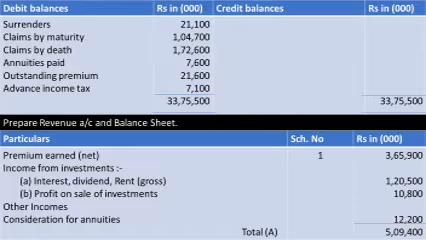 Debit balances Rs in (000) Credit balances Rs in (000)
Surrenders 21,100
Claims by maturity 1,04,700
Claims by death 1,72,600
Annuities paid 7,600
Outstanding premium 21,600
Advance income tax 7,100
33,75,500 33,75,500
Prepare Revenue a/c and Balance Sheet.
Particulars Sch. No Rs in (000)
Premium earned (net) 1 3,65,900
Income from investments :-
(a) Interest, dividend, Rent (gross) 1,20,500
(b) Profit on sale of investments 10,800
Other Incomes
Consideration for annuities 12,200
Total (A) 5,09,400